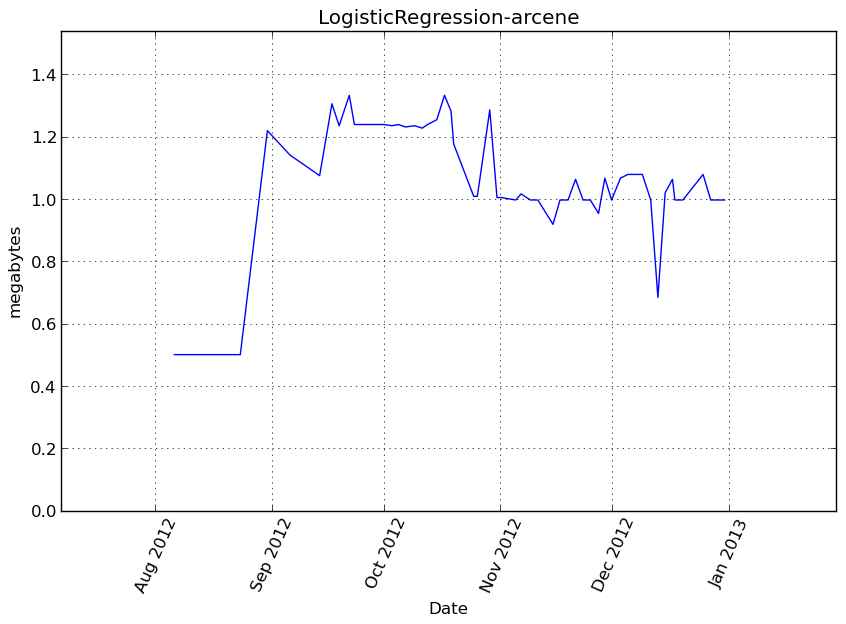 LogisticRegression-arcene
1.4
1.2
1.0
0.8
0.6
0.4
0.2
0.0
megabytes
Aug 2012
Sep 2012
Oct 2012
Nov 2012
Dec 2012
Jan 2013
Date